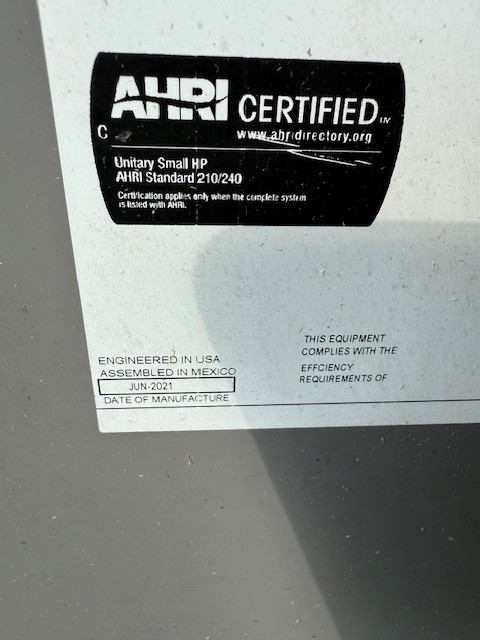 AHRI CERTIFIED
www.ahridirectory.org
C
Unitary Small HP
AHRI Standard 210/240
Certification applies only when the complete system
is listed with AHRI.
ENGINEERED IN USA
ASSEMBLED IN MEXICO
JUN-2021
DATE OF MANUFACTURE
THIS EQUIPMENT
COMPLIES WITH THE
EFFCIENCY
REQUIREMENTS OF